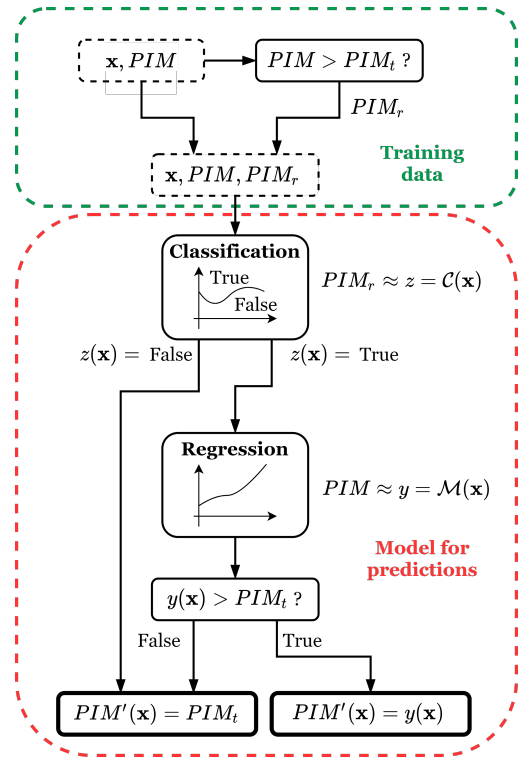 x, PIM
PIM > PIM_t ?
PIM_r
x, PIM, PIM_r
Training
data
Classification
True
False
PIM_r ≈ z = 𝒞(x)
z(x) = False
z(x) = True
Regression
PIM ≈ y = ℳ(x)
Model for
predictions
y(x) > PIM_t ?
False
True
PIM′(x) = PIM_t
PIM′(x) = y(x)